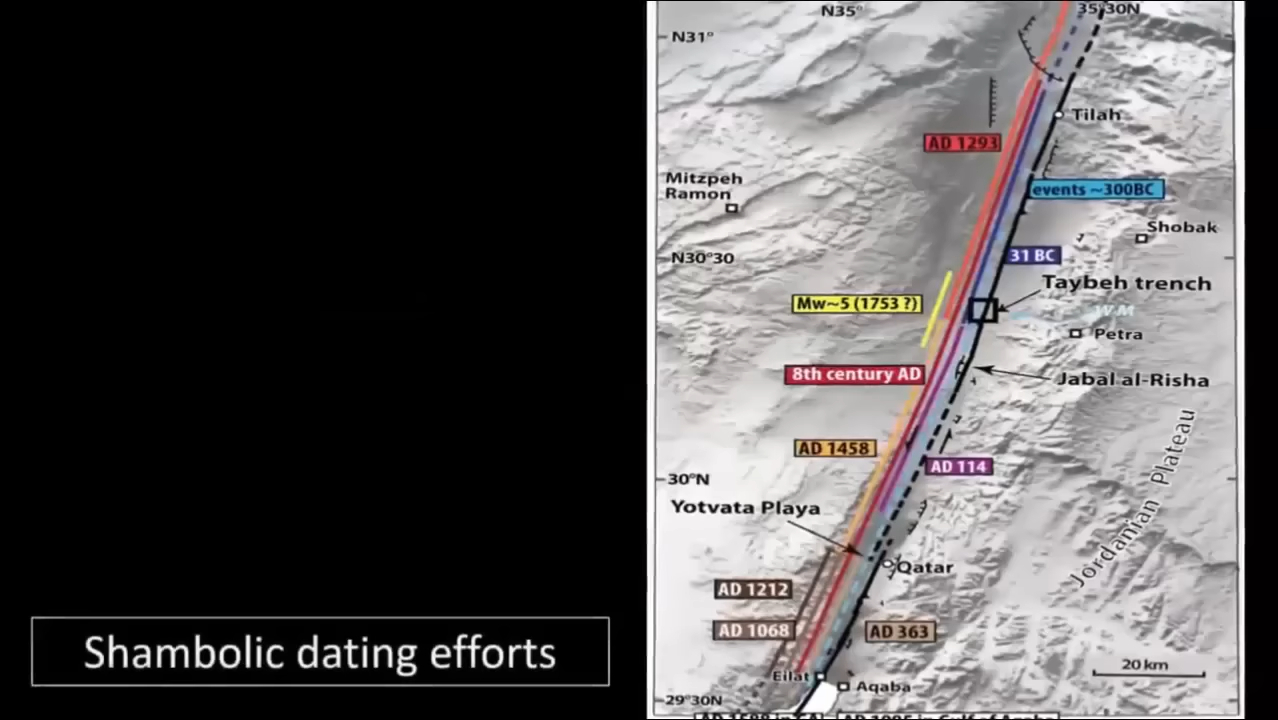 N35°
35°30N
N31°
Tilah
AD 1293
Mitzpeh
Ramon
events ~300BC
Shobak
N30°30
31 BC
Taybeh trench
Mw~5 (1753 ?)
W-M
Petra
8th century AD
Jabal al-Risha
AD 1458
AD 114
30°N
Jordanian Plateau
Yotvata Playa
Qatar
AD 1212
AD 1068
AD 363
Shambolic dating efforts
20 km
Eilat
Aqaba
29°30N